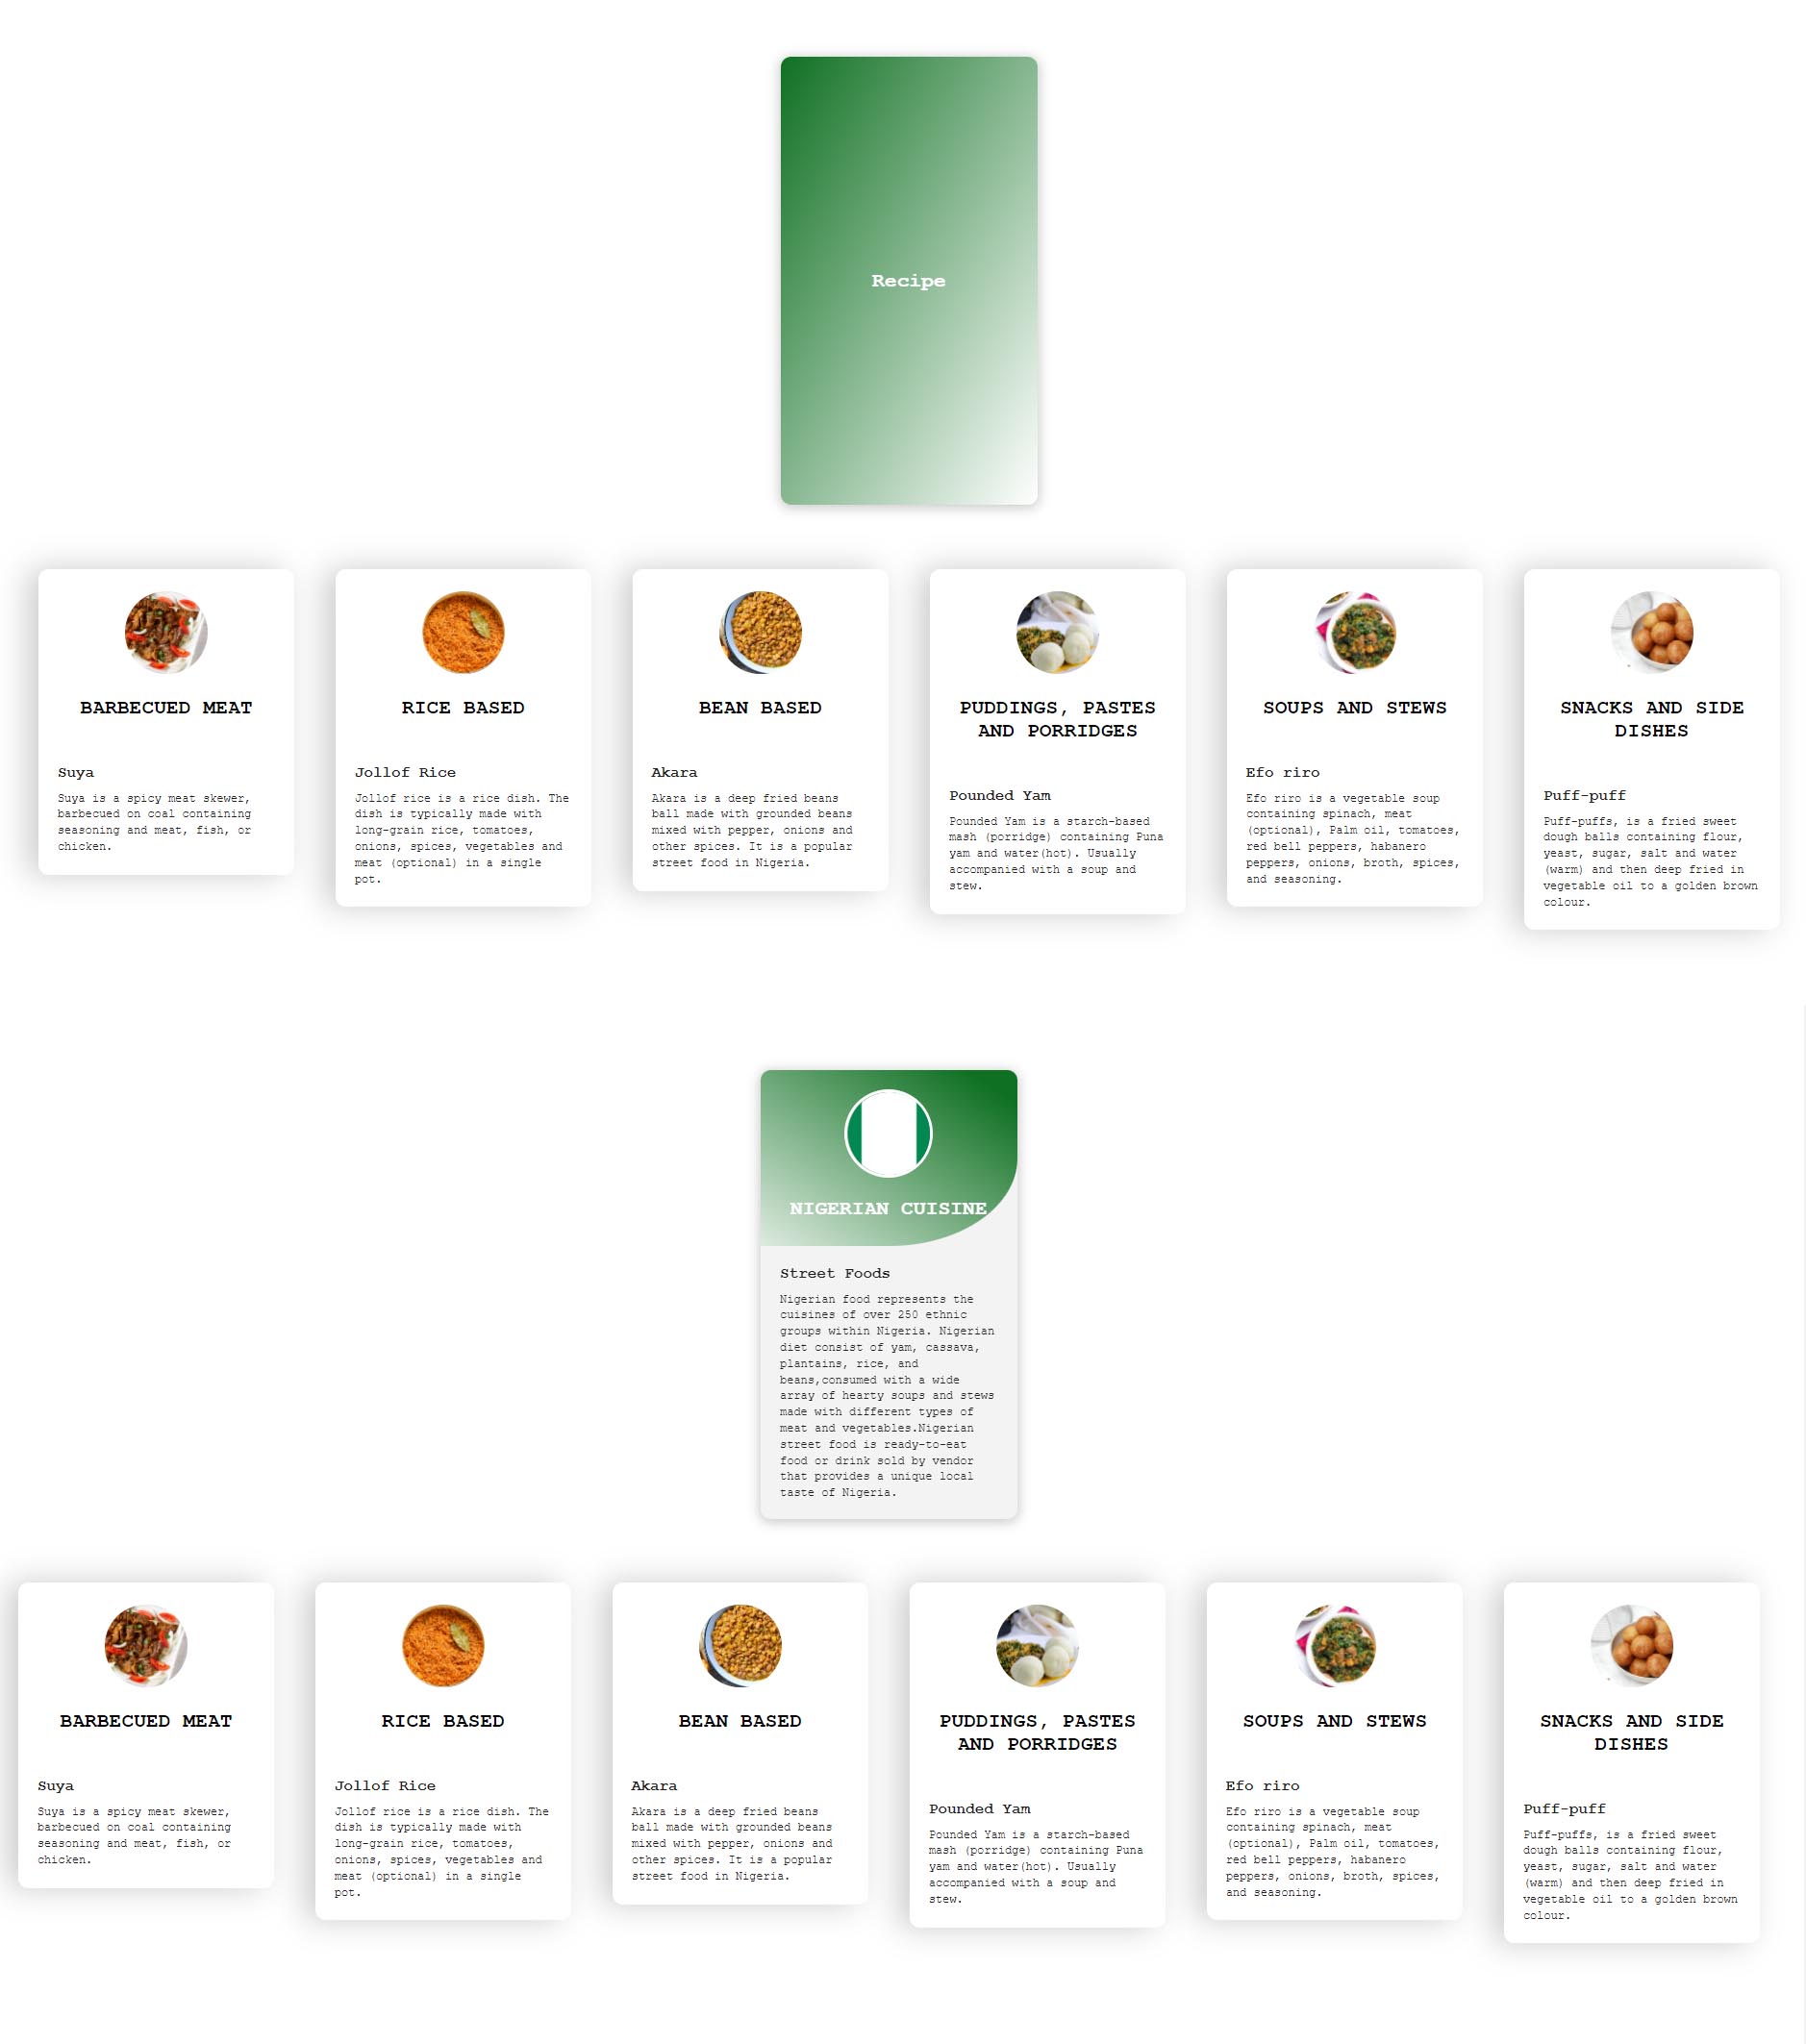 Recipe
BARBECUED MEAT
Suya
Suya is a spicy meat skewer,
barbecued on coal containing
seasoning and meat, fish, or
chicken.
RICE BASED
Jollof Rice
Jollof rice is a rice dish. The
dish is typically made with
long-grain rice, tomatoes,
onions, spices, vegetables and
meat (optional) in a single
pot.
BEAN BASED
Akara
Akara is a deep fried beans
ball made with grounded beans
mixed with pepper, onions and
other spices. It is a popular
street food in Nigeria.
PUDDINGS, PASTES
AND PORRIDGES
Pounded Yam
Pounded Yam is a starch-based
mash (porridge) containing Puna
yam and water(hot). Usually
accompanied with a soup and
stew.
SOUPS AND STEWS
Efo riro
Efo riro is a vegetable soup
containing spinach, meat
(optional), Palm oil, tomatoes,
red bell peppers, habanero
peppers, onions, broth, spices,
and seasoning.
SNACKS AND SIDE
DISHES
Puff-puff
Puff-puffs, is a fried sweet
dough balls containing flour,
yeast, sugar, salt and water
(warm) and then deep fried in
vegetable oil to a golden brown
colour.
NIGERIAN CUISINE
Street Foods
Nigerian food represents the
cuisines of over 250 ethnic
groups within Nigeria. Nigerian
diet consist of yam, cassava,
plantains, rice, and
beans,consumed with a wide
array of hearty soups and stews
made with different types of
meat and vegetables.Nigerian
street food is ready-to-eat
food or drink sold by vendor
that provides a unique local
taste of Nigeria.
BARBECUED MEAT
Suya
Suya is a spicy meat skewer,
barbecued on coal containing
seasoning and meat, fish, or
chicken.
RICE BASED
Jollof Rice
Jollof rice is a rice dish. The
dish is typically made with
long-grain rice, tomatoes,
onions, spices, vegetables and
meat (optional) in a single
pot.
BEAN BASED
Akara
Akara is a deep fried beans
ball made with grounded beans
mixed with pepper, onions and
other spices. It is a popular
street food in Nigeria.
PUDDINGS, PASTES
AND PORRIDGES
Pounded Yam
Pounded Yam is a starch-based
mash (porridge) containing Puna
yam and water(hot). Usually
accompanied with a soup and
stew.
SOUPS AND STEWS
Efo riro
Efo riro is a vegetable soup
containing spinach, meat
(optional), Palm oil, tomatoes,
red bell peppers, habanero
peppers, onions, broth, spices,
and seasoning.
SNACKS AND SIDE
DISHES
Puff-puff
Puff-puffs, is a fried sweet
dough balls containing flour,
yeast, sugar, salt and water
(warm) and then deep fried in
vegetable oil to a golden brown
colour.